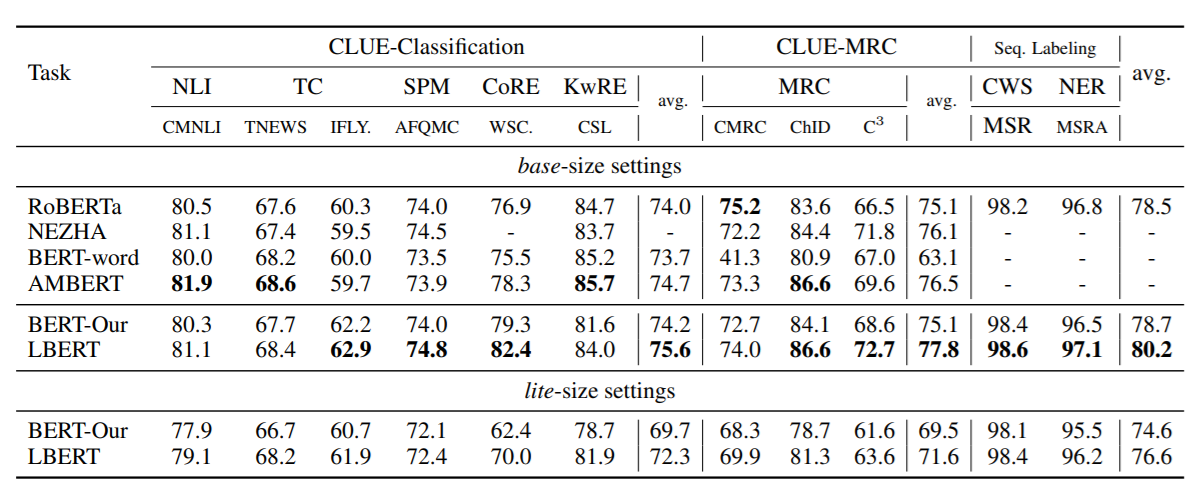 Task CLUE-Classification CLUE-MRC Seq. Labeling avg.
NLI TC SPM CoRE KwRE avg. MRC avg. CWS NER
CMNLI TNEWS IFLY. AFQMC WSC. CSL CMRC ChID C³ MSR MSRA
base-size settings
RoBERTa 80.5 67.6 60.3 74.0 76.9 84.7 74.0 75.2 83.6 66.5 75.1 98.2 96.8 78.5
NEZHA 81.1 67.4 59.5 74.5 - 83.7 - 72.2 84.4 71.8 76.1 - - -
BERT-word 80.0 68.2 60.0 73.5 75.5 85.2 73.7 41.3 80.9 67.0 63.1 - - -
AMBERT 81.9 68.6 59.7 73.9 78.3 85.7 74.7 73.3 86.6 69.6 76.5 - - -
BERT-Our 80.3 67.7 62.2 74.0 79.3 81.6 74.2 72.7 84.1 68.6 75.1 98.4 96.5 78.7
LBERT 81.1 68.4 62.9 74.8 82.4 84.0 75.6 74.0 86.6 72.7 77.8 98.6 97.1 80.2
lite-size settings
BERT-Our 77.9 66.7 60.7 72.1 62.4 78.7 69.7 68.3 78.7 61.6 69.5 98.1 95.5 74.6
LBERT 79.1 68.2 61.9 72.4 70.0 81.9 72.3 69.9 81.3 63.6 71.6 98.4 96.2 76.6